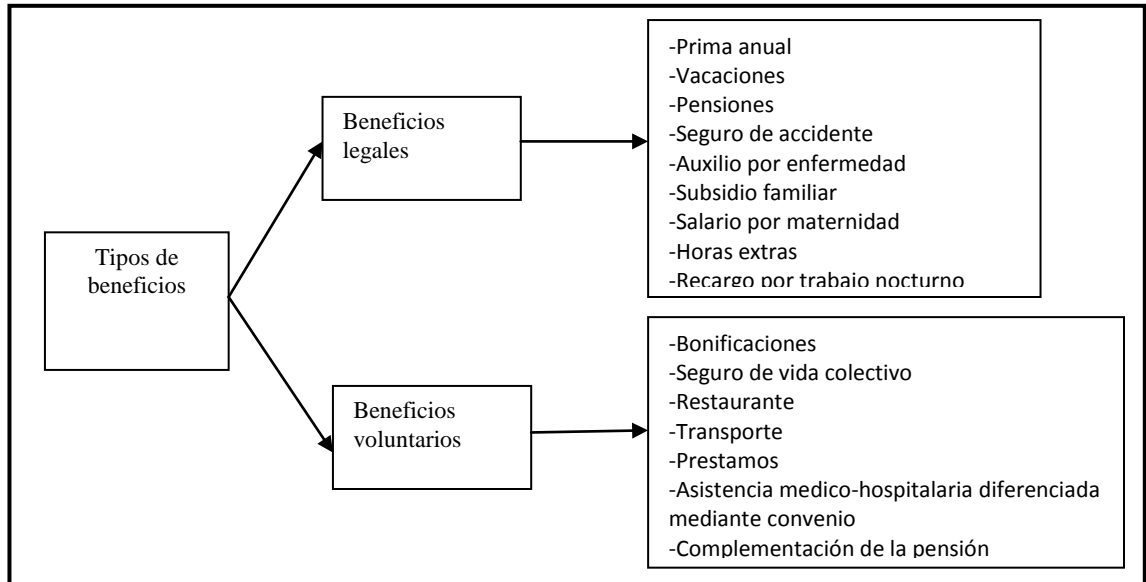 Tipos de
beneficios
Beneficios
legales
-Prima anual
-Vacaciones
-Pensiones
-Seguro de accidente
-Auxilio por enfermedad
-Subsidio familiar
-Salario por maternidad
-Horas extras
-Recargo por trabajo nocturno
Beneficios
voluntarios
-Bonificaciones
-Seguro de vida colectivo
-Restaurante
-Transporte
-Prestamos
-Asistencia medico-hospitalaria diferenciada
mediante convenio
-Complementación de la pensión